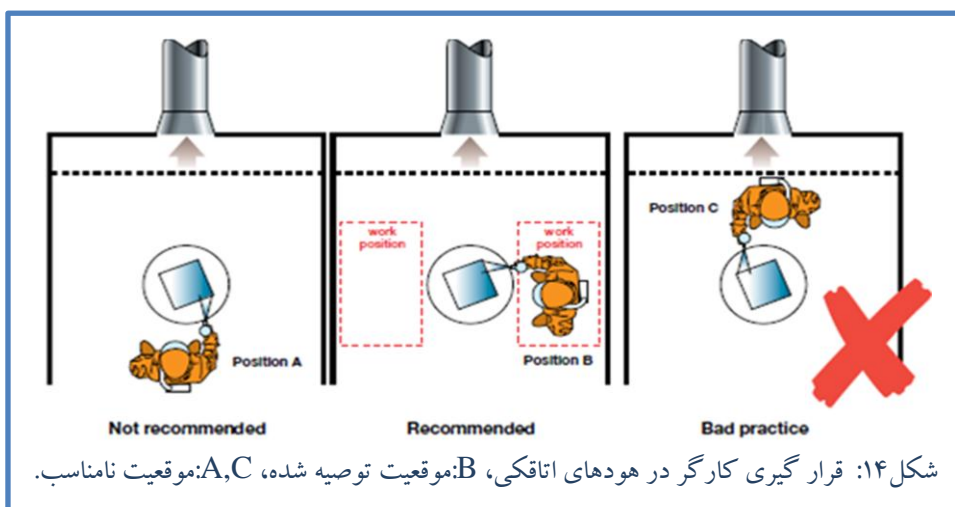 Position C
work
position
work
position
Position A
Position B
Not recommended
Recommended
Bad practice
شکل۱۴: قرار گیری کارگر در هودهای اتاقکی، B:موقعیت توصیه شده، A,C:موقعیت نامناسب.